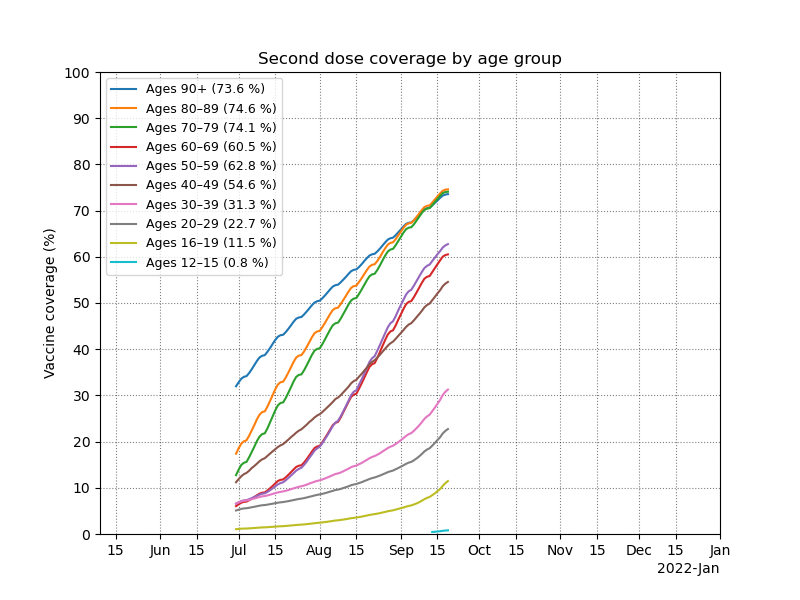 Second dose coverage by age group
Vaccine coverage (%)
100
90
80
70
60
50
40
30
20
10
0
Ages 90+ (73.6 %)
Ages 80–89 (74.6 %)
Ages 70–79 (74.1 %)
Ages 60–69 (60.5 %)
Ages 50–59 (62.8 %)
Ages 40–49 (54.6 %)
Ages 30–39 (31.3 %)
Ages 20–29 (22.7 %)
Ages 16–19 (11.5 %)
Ages 12–15 (0.8 %)
15 Jun 15 Jul 15 Aug 15 Sep 15 Oct 15 Nov 15 Dec 15 Jan
2022-Jan